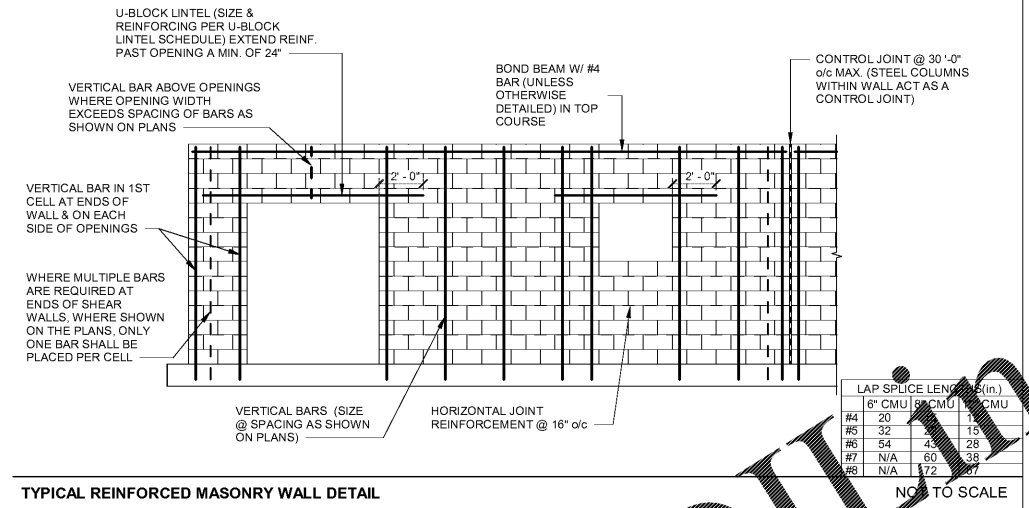 U-BLOCK LINTEL (SIZE &
REINFORCING PER U-BLOCK
LINTEL SCHEDULE) EXTEND REINF.
PAST OPENING A MIN. OF 24"
VERTICAL BAR ABOVE OPENINGS
WHERE OPENING WIDTH
EXCEEDS SPACING OF BARS AS
SHOWN ON PLANS
BOND BEAM W/ #4
BAR (UNLESS
OTHERWISE
DETAILED) IN TOP
COURSE
CONTROL JOINT @ 30 '-0"
o/c MAX. (STEEL COLUMNS
WITHIN WALL ACT AS A
CONTROL JOINT)
2' - 0"
2' - 0"
VERTICAL BAR IN 1ST
CELL AT ENDS OF
WALL & ON EACH
SIDE OF OPENINGS
WHERE MULTIPLE BARS
ARE REQUIRED AT
ENDS OF SHEAR
WALLS, WHERE SHOWN
ON THE PLANS, ONLY
ONE BAR SHALL BE
PLACED PER CELL
VERTICAL BARS (SIZE
@ SPACING AS SHOWN
ON PLANS)
HORIZONTAL JOINT
REINFORCEMENT @ 16" o/c
LAP SPLICE LENGTHS(in.)
6" CMU 8" CMU CMU
#4 20
#5 32 15
#6 54 43 28
#7 N/A 60 38
#8 N/A 72
TYPICAL REINFORCED MASONRY WALL DETAIL
NOT TO SCALE